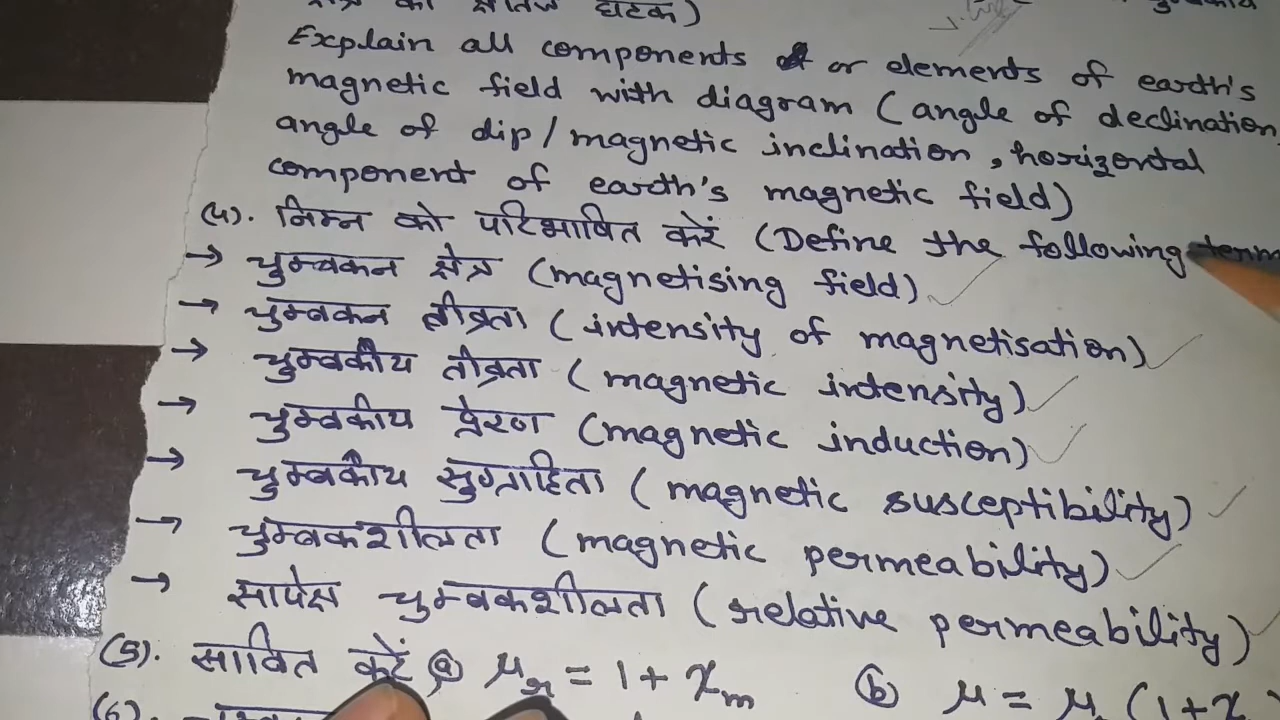 का क्षैतिज घटक)
Explain all components or elements of earth's
magnetic field with diagram (angle of declination,
angle of dip/magnetic inclination, horizontal
component of earth's magnetic field)
(4). निम्न को परिभाषित करें (Define the following term
→ चुम्बकन क्षेत्र (magnetising field)
→ चुम्बकन तीव्रता (intensity of magnetisation)
→ चुम्बकीय तीव्रता (magnetic intensity)
→ चुम्बकीय प्रेरण (magnetic induction)
→ चुम्बकीय सुग्राहिता (magnetic susceptibility)
→ चुम्बकशीलता (magnetic permeability)
→ सापेक्ष चुम्बकशीलता (relative permeability)
(5). साबित करें (a) μr = 1 + χm (b) μ = μ (1+χ
(6).